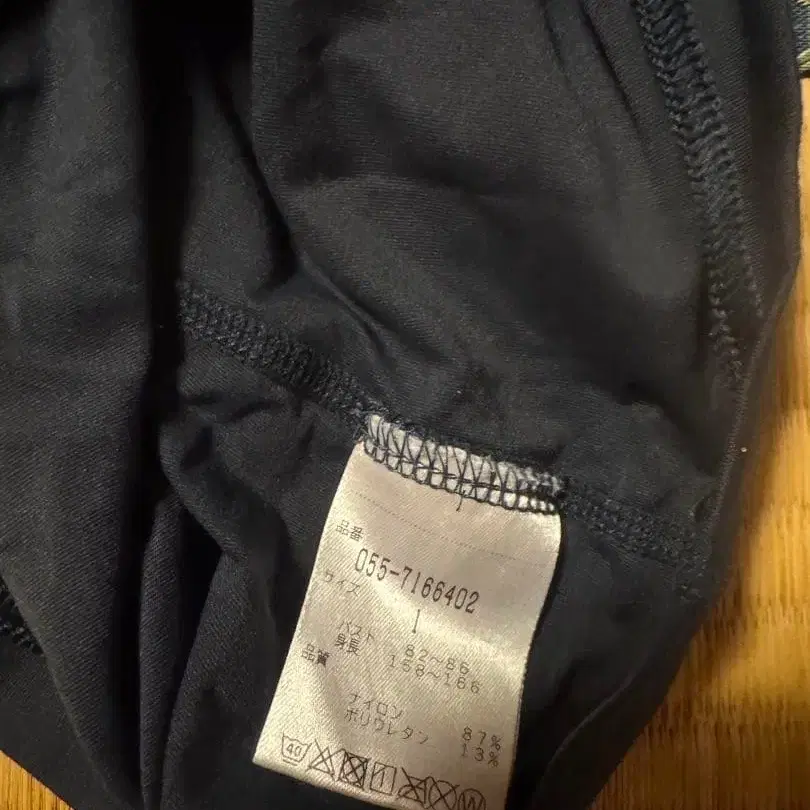 品番
055-7166402
サイズ
1
バスト 82~86
身長 158~166
品質
ナイロン 87%
ポリウレタン 13%
40
W